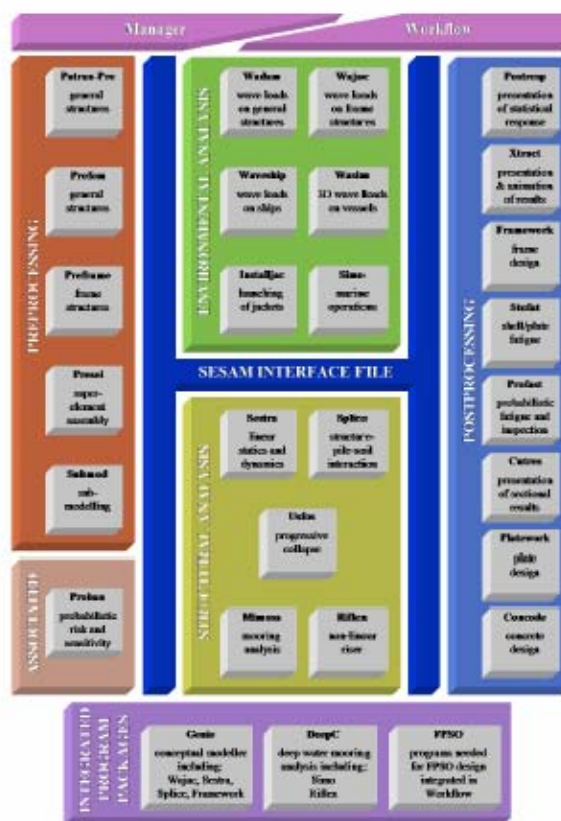 Manager
Workflow
PREPROCESSING
Patran-Pre
general
structures
Prefem
general
structures
Preframe
frame
structures
Presel
super-
element
assembly
Submod
sub-
modelling
ASSOCIATED
Proban
probabilistic
risk and
sensitivity
ENVIRONMENTAL ANALYSIS
Wadam
wave loads
on general
structures
Wajac
wave loads
on frame
structures
Waveship
wave loads
on ships
Wasim
3D wave loads
on vessels
Installjac
launching
of jackets
Simo-
marine
operations
SESAM INTERFACE FILE
STRUCTURAL ANALYSIS
Sestra
linear
statics and
dynamics
Splice
structure-
pile-soil
interaction
Usfos
progressive
collapse
Mimosa
mooring
analysis
Riflex
non-linear
riser
POSTPROCESSING
Postresp
presentation
of statistical
response
Xtract
presentation
& animation
of results
Framework
frame
design
Stofat
shell/plate
fatigue
Profast
probabilistic
fatigue and
inspection
Cutres
presentation
of sectional
results
Platework
plate
design
Concode
concrete
design
INTEGRATED
PROGRAM
PACKAGES
Genie
conceptual modeller
including:
Wajac, Sestra,
Splice, Framework
DeepC
deep water mooring
analysis including:
Simo
Riflex
FPSO
programs needed
for FPSO design
integrated in
Workflow